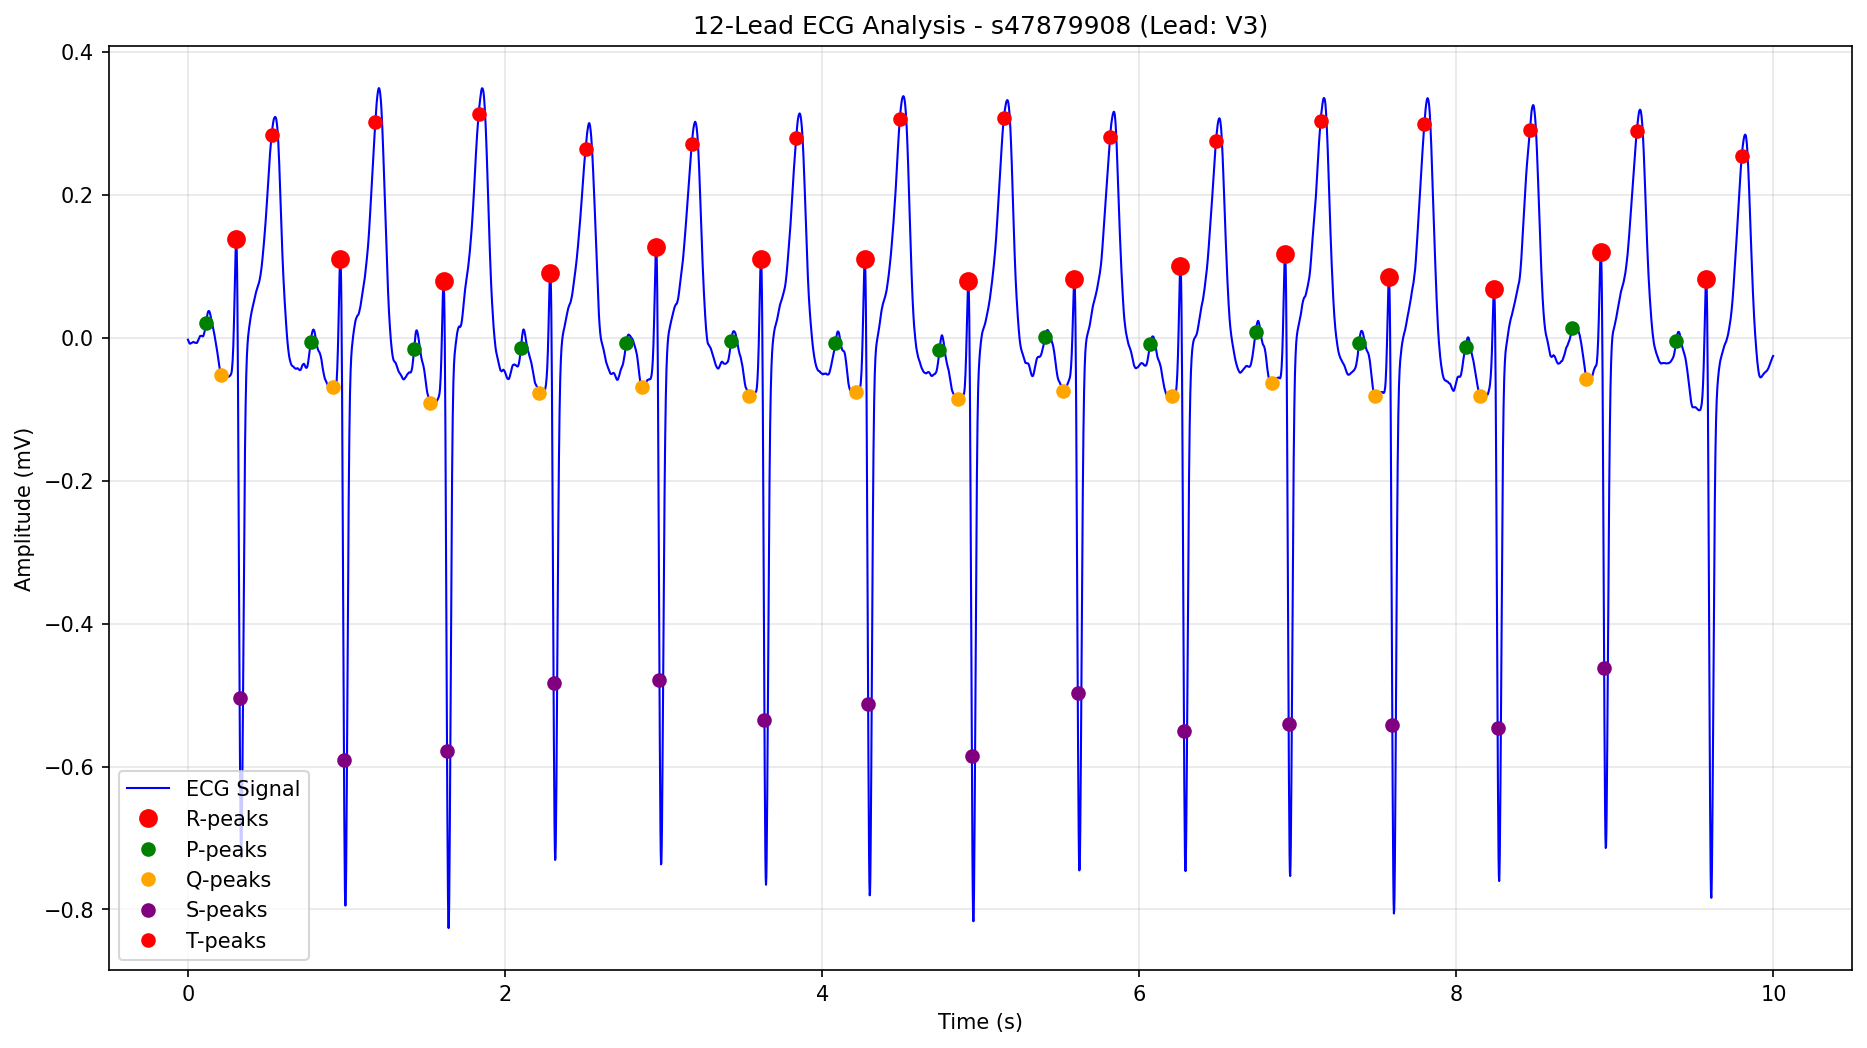 12-Lead ECG Analysis - s47879908 (Lead: V3)
0.4
0.2
0.0
−0.2
−0.4
−0.6
−0.8
Amplitude (mV)
ECG Signal
R-peaks
P-peaks
Q-peaks
S-peaks
T-peaks
0 2 4 6 8 10
Time (s)